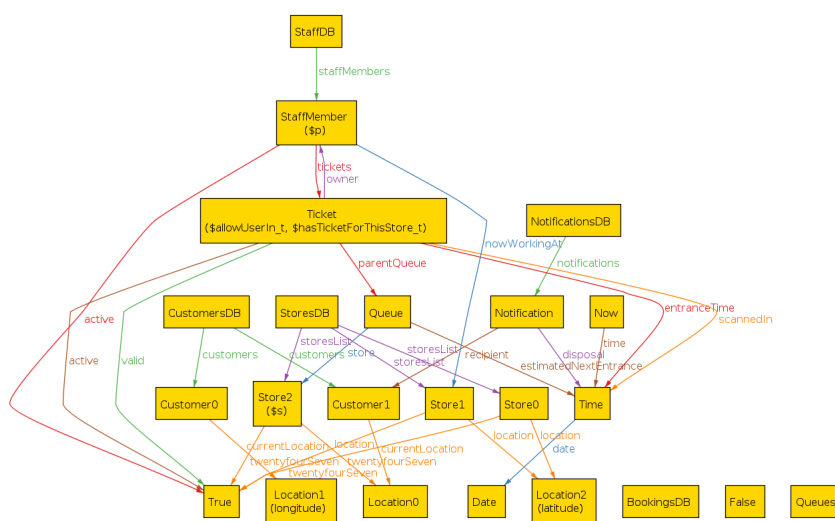 StaffDB
staffMembers
StaffMember
($p)
tickets
owner
Ticket
($allowUserIn_t, $hasTicketForThisStore_t)
NotificationsDB
nowWorkingAt
parentQueue
notifications
CustomersDB
StoresDB
Queue
Notification
Now
active
entranceTime
scannedIn
active
valid
customers
customers
storesList
store
storesList
storesList
recipient
disposal
time
estimatedNextEntrance
Customer0
Store2
($s)
Customer1
Store1
Store0
Time
currentLocation
location
currentLocation
location
location
date
twentyfourSeven
twentyfourSeven
twentyfourSeven
True
Location1
(longitude)
Location0
Date
Location2
(latitude)
BookingsDB
False
Queues